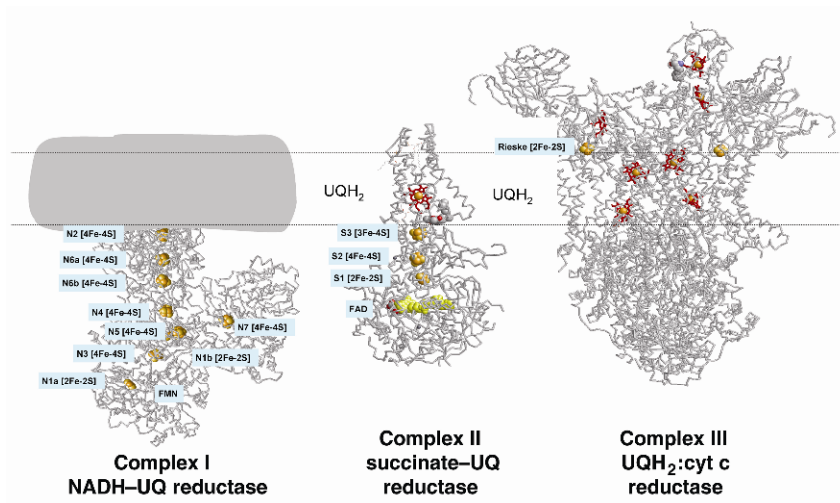 Rieske [2Fe-2S]
UQH2
UQH2
N2 [4Fe-4S]
S3 [3Fe-4S]
N6a [4Fe-4S]
S2 [4Fe-4S]
N6b [4Fe-4S]
S1 [2Fe-2S]
FAD
N4 [4Fe-4S]
N5 [4Fe-4S]
N7 [4Fe-4S]
N3 [4Fe-4S]
N1b [2Fe-2S]
N1a [2Fe-2S]
FMN
Complex I
NADH–UQ reductase
Complex II
succinate–UQ
reductase
Complex III
UQH2:cyt c
reductase